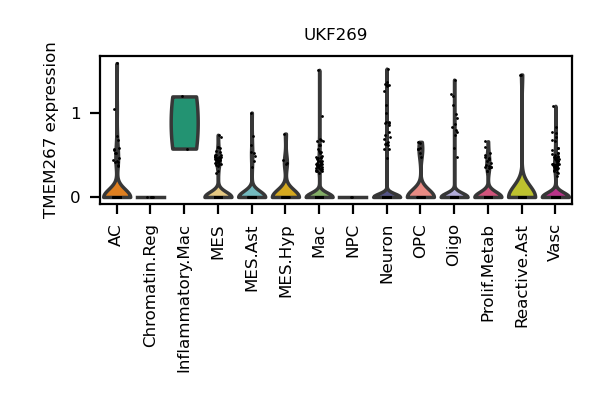 UKF269
TMEM267 expression
1
0
AC
Chromatin.Reg
Inflammatory.Mac
MES
MES.Ast
MES.Hyp
Mac
NPC
Neuron
OPC
Oligo
Prolif.Metab
Reactive.Ast
Vasc